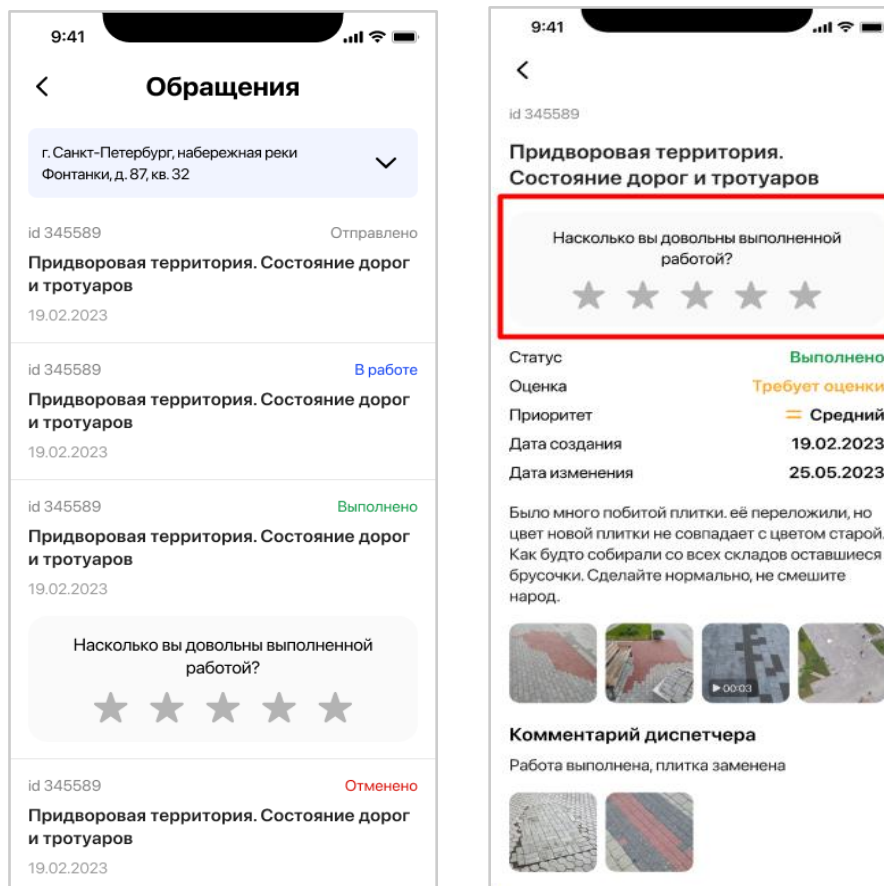 9:41
Обращения
г. Санкт-Петербург, набережная реки
Фонтанки, д. 87, кв. 32
id 345589
Отправлено
Придворовая территория. Состояние дорог
и тротуаров
19.02.2023
id 345589
В работе
Придворовая территория. Состояние дорог
и тротуаров
19.02.2023
id 345589
Выполнено
Придворовая территория. Состояние дорог
и тротуаров
19.02.2023
Насколько вы довольны выполненной
работой?
id 345589
Отменено
Придворовая территория. Состояние дорог
и тротуаров
19.02.2023
9:41
id 345589
Придворовая территория.
Состояние дорог и тротуаров
Насколько вы довольны выполненной
работой?
Статус
Выполнено
Оценка
Требует оценки
Приоритет
Средний
Дата создания
19.02.2023
Дата изменения
25.05.2023
Было много побитой плитки. её переложили, но
цвет новой плитки не совпадает с цветом старой.
Как будто собирали со всех складов оставшиеся
брусочки. Сделайте нормально, не смешите
народ.
00:03
Комментарий диспетчера
Работа выполнена, плитка заменена